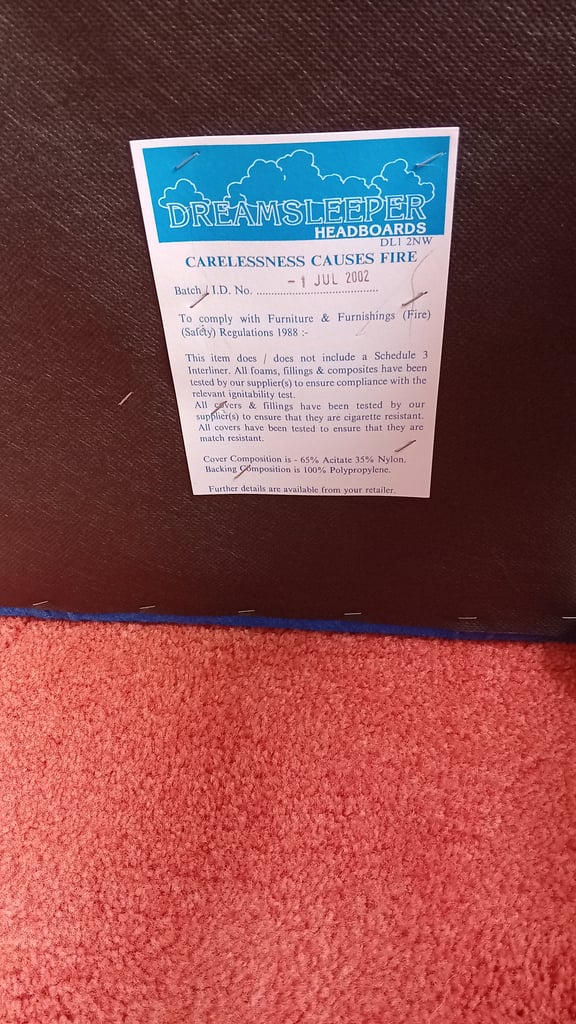 DREAMSLEEPER
HEADBOARDS
DL1 2NW
CARELESSNESS CAUSES FIRE
Batch / I.D. No. - 1 JUL 2002
To comply with Furniture & Furnishings (Fire)
(Safety) Regulations 1988 :-
This item does / does not include a Schedule 3
Interliner. All foams, fillings & composites have been
tested by our supplier(s) to ensure compliance with the
relevant ignitability test.
All covers & fillings have been tested by our
supplier(s) to ensure that they are cigarette resistant.
All covers have been tested to ensure that they are
match resistant.
Cover Composition is - 65% Acitate 35% Nylon.
Backing Composition is 100% Polypropylene.
Further details are available from your retailer.